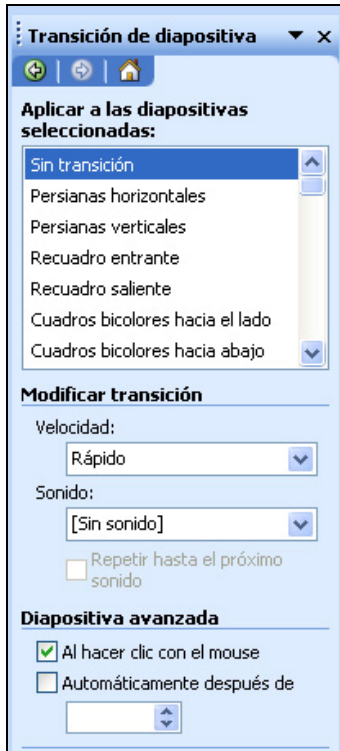 Transición de diapositiva
Aplicar a las diapositivas
seleccionadas:
Sin transición
Persianas horizontales
Persianas verticales
Recuadro entrante
Recuadro saliente
Cuadros bicolores hacia el lado
Cuadros bicolores hacia abajo
Modificar transición
Velocidad:
Rápido
Sonido:
[Sin sonido]
Repetir hasta el próximo
sonido
Diapositiva avanzada
Al hacer clic con el mouse
Automáticamente después de